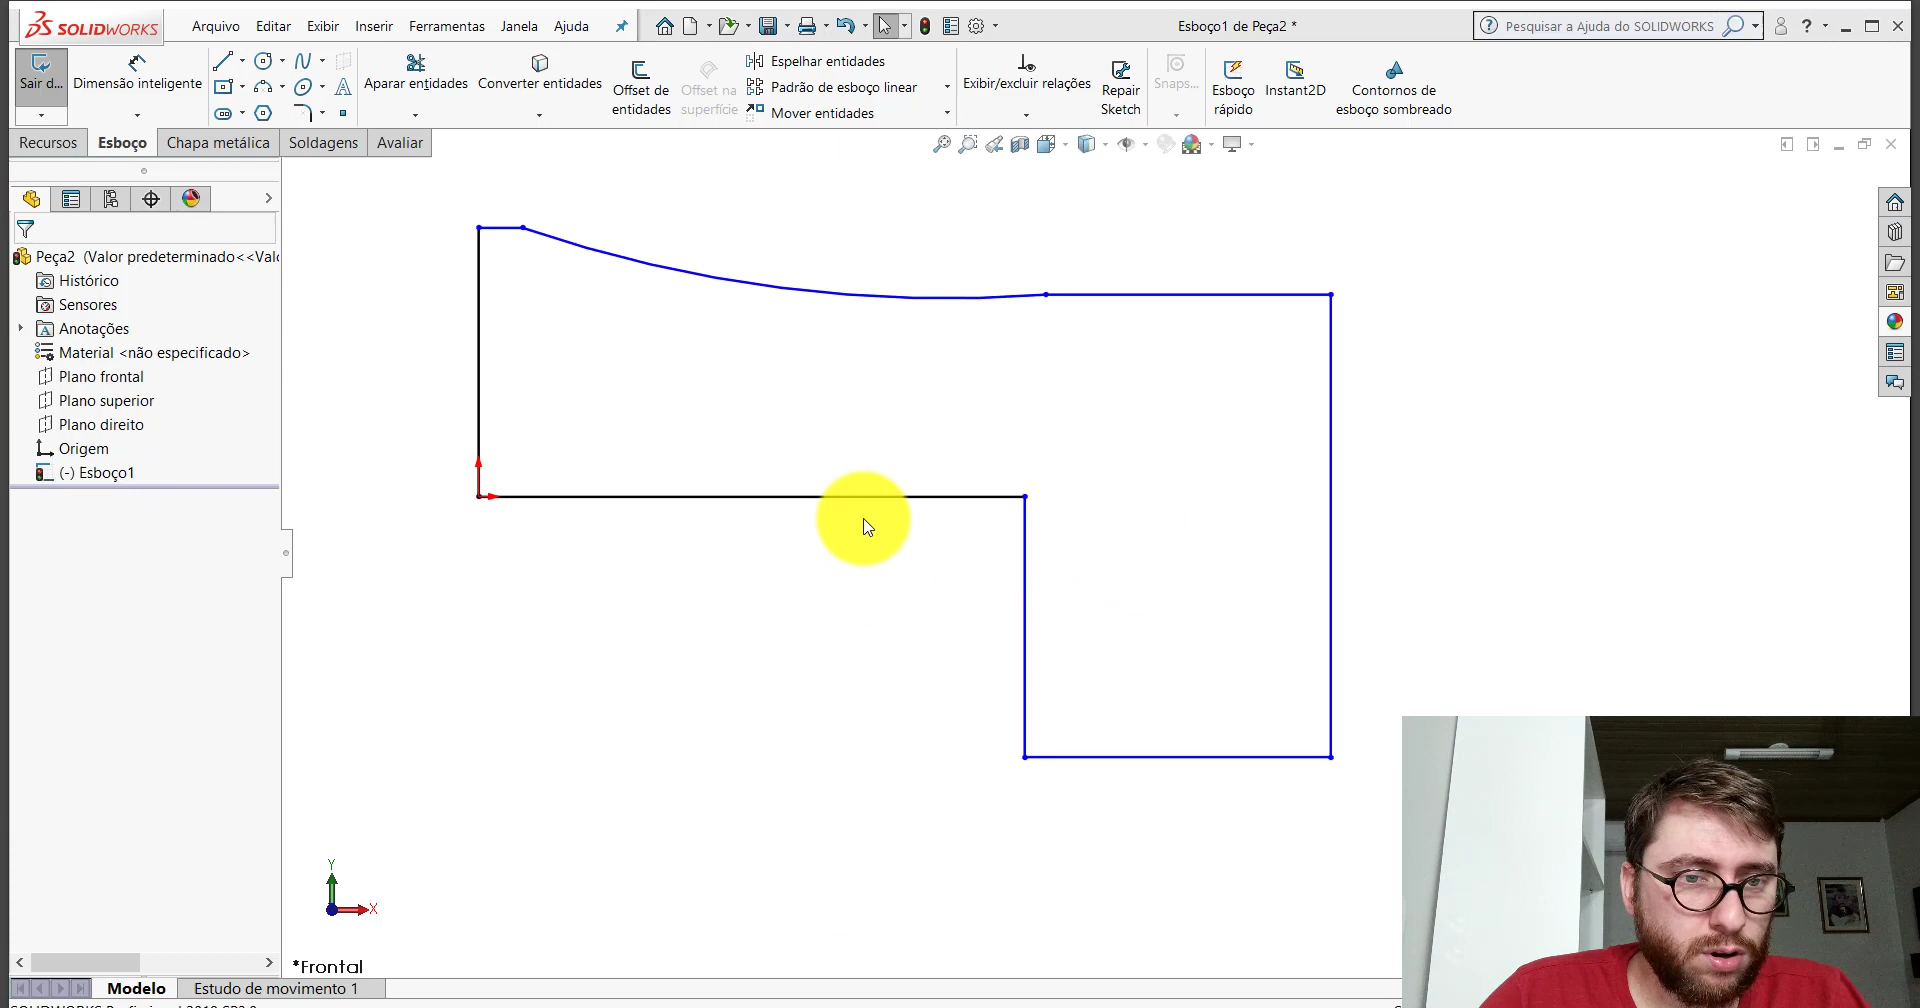 SOLIDWORKS Arquivo Editar Exibir Inserir Ferramentas Janela Ajuda Esboço1 de Peça2 * Pesquisar a Ajuda do SOLIDWORKS
Sair d... Dimensão inteligente Aparar entidades Converter entidades Offset de entidades Offset na superfície Espelhar entidades
Padrão de esboço linear
Mover entidades
Exibir/excluir relações Repair Sketch Snaps... Esboço rápido Instant2D Contornos de esboço sombreado
Recursos Esboço Chapa metálica Soldagens Avaliar
Peça2 (Valor predeterminado<<Val
Histórico
Sensores
Anotações
Material <não especificado>
Plano frontal
Plano superior
Plano direito
Origem
(-) Esboço1
Y
X
*Frontal
Modelo Estudo de movimento 1